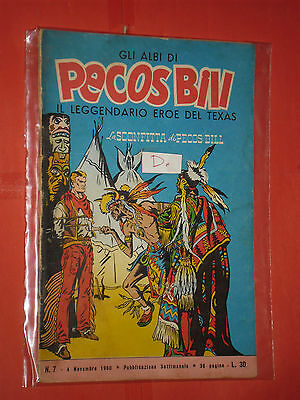 GLI ALBI DI
PECOS BILL
IL LEGGENDARIO EROE DEL TEXAS
La SCONFITTA di PECOS BILL
D.
N. 7 - 4 Novembre 1960 • Pubblicazione Settimanale • 36 pagine - L. 30